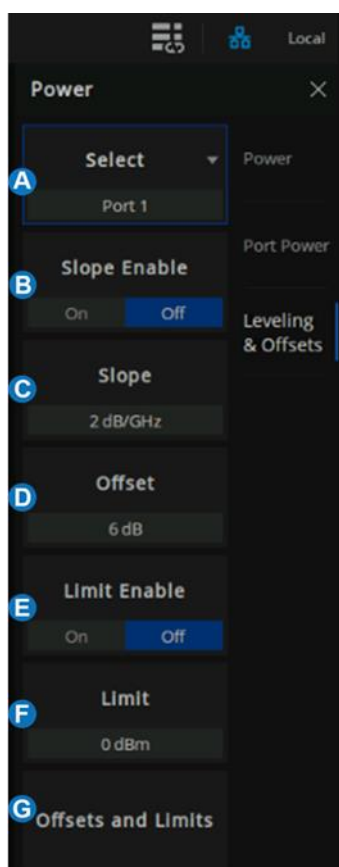 Local
Power
Select
Power
A
Port 1
Slope Enable
Port Power
B
On Off
Leveling
& Offsets
Slope
C
2 dB/GHz
Offset
D
6 dB
Limit Enable
E
On Off
Limit
F
0 dBm
G
Offsets and Limits